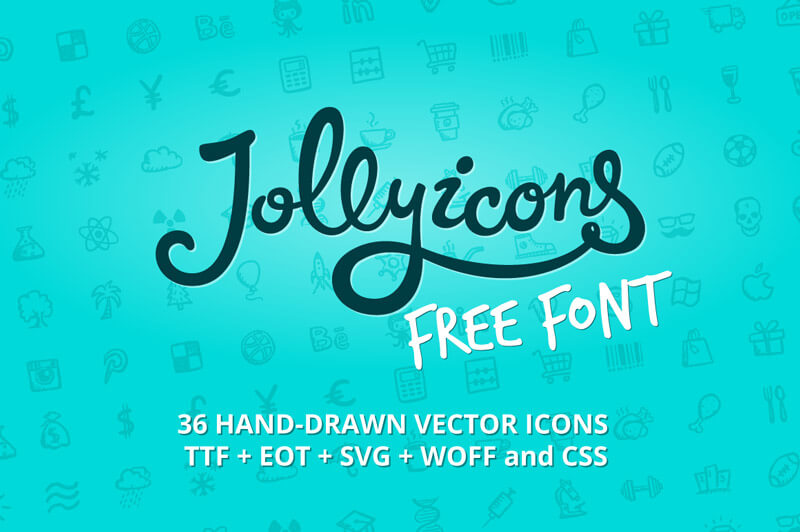 Jollyicons
FREE FONT
36 HAND-DRAWN VECTOR ICONS
TTF + EOT + SVG + WOFF and CSS